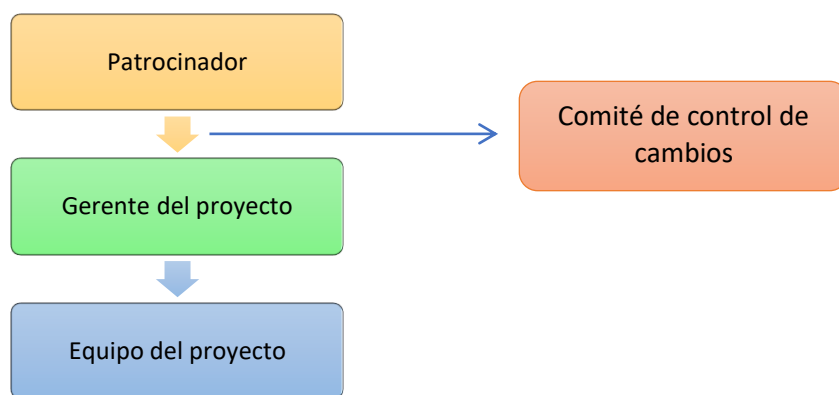 Patrocinador
Comité de control de
cambios
Gerente del proyecto
Equipo del proyecto